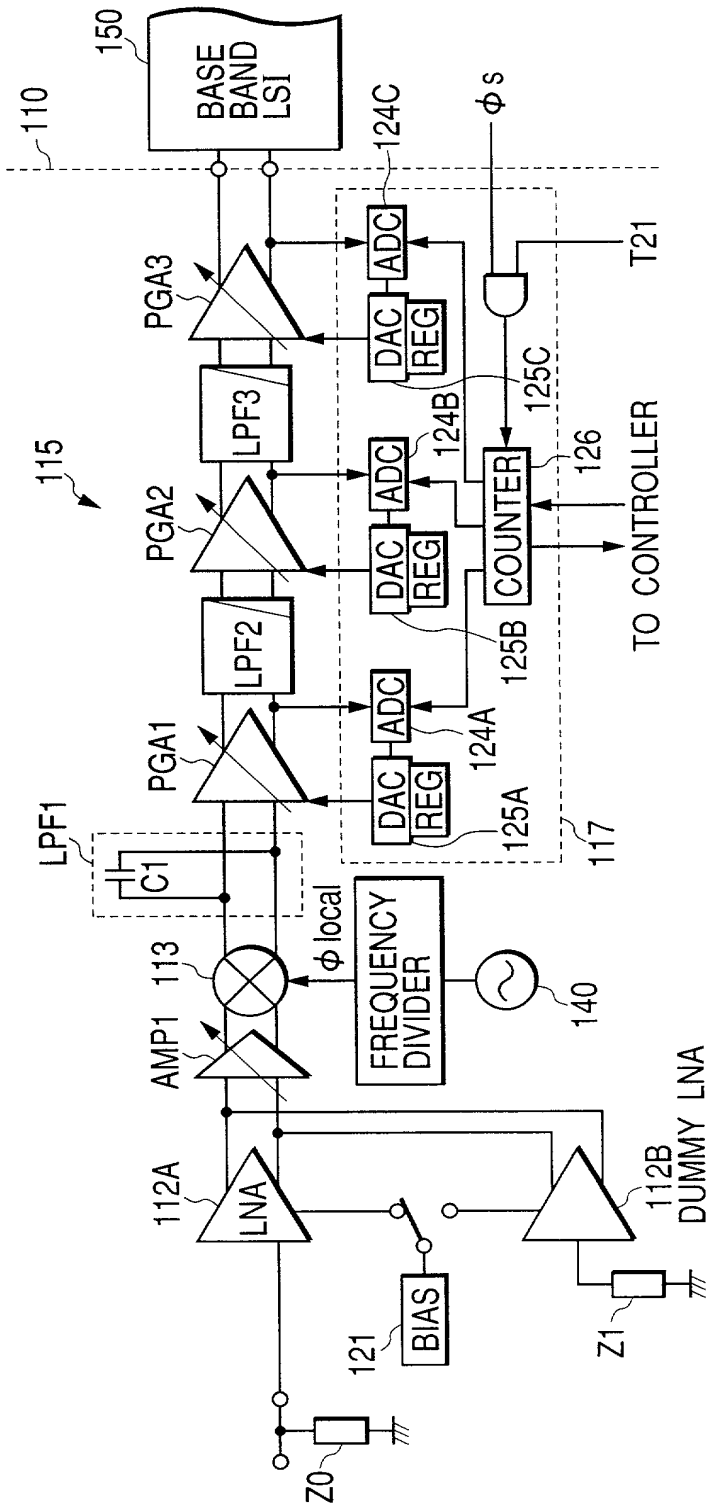 150
BASE
BAND
LSI
110
115
PGA3
PGA2
PGA1
LPF3
LPF2
LPF1
C1
113
AMP1
112A
LNA
φ local
FREQUENCY
DIVIDER
140
124C
ADC
DAC
REG
125C
124B
ADC
DAC
REG
125B
124A
ADC
DAC
REG
125A
φs
T21
COUNTER
126
117
TO CONTROLLER
121
BIAS
112B
DUMMY LNA
Z0
Z1